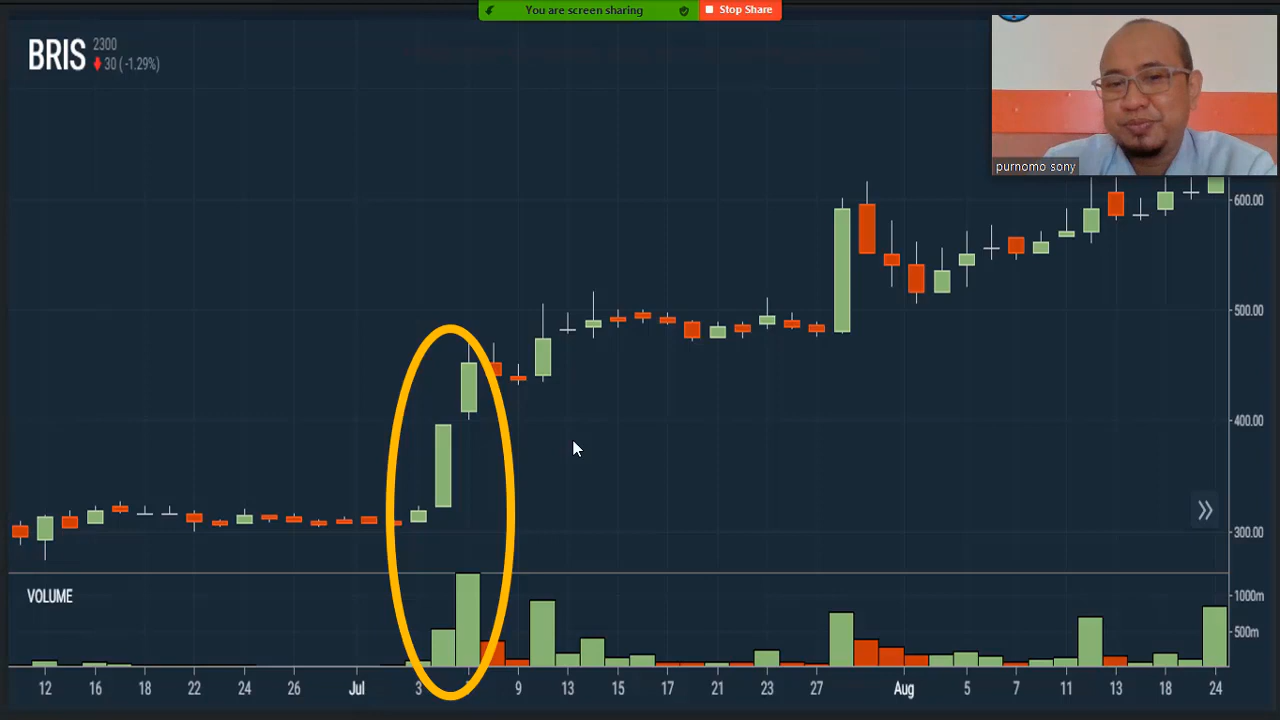 You are screen sharing
Stop Share
BRIS
2300
30 (-1.29%)
purnomo sony
600.00
500.00
400.00
300.00
VOLUME
1000m
500m
12 16 18 22 24 26 Jul 3 9 13 15 17 21 23 27 Aug 5 7 11 13 18 24